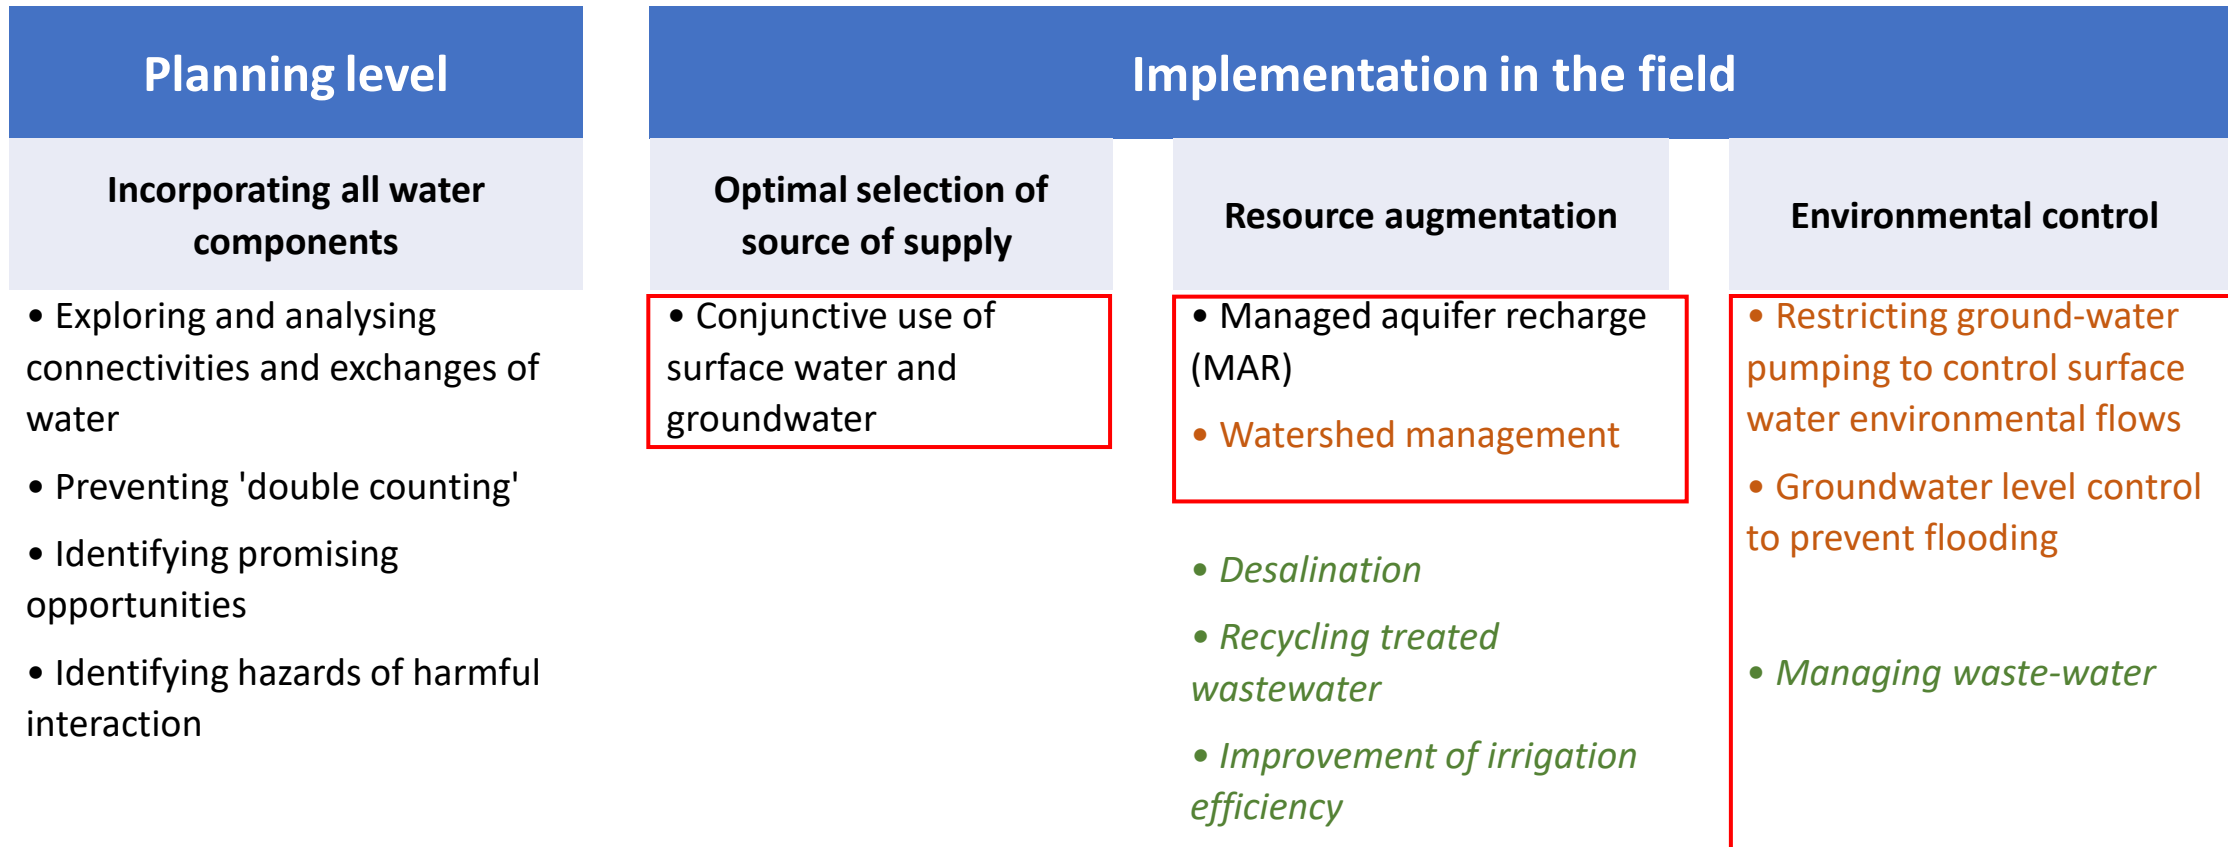 Planning level
Implementation in the field
Incorporating all water
components
Optimal selection of
source of supply
Resource augmentation
Environmental control
• Exploring and analysing
connectivities and exchanges of
water
• Preventing 'double counting'
• Identifying promising
opportunities
• Identifying hazards of harmful
interaction
• Conjunctive use of
surface water and
groundwater
• Managed aquifer recharge
(MAR)
• Watershed management
• Desalination
• Recycling treated
wastewater
• Improvement of irrigation
efficiency
• Restricting ground-water
pumping to control surface
water environmental flows
• Groundwater level control
to prevent flooding
• Managing waste-water